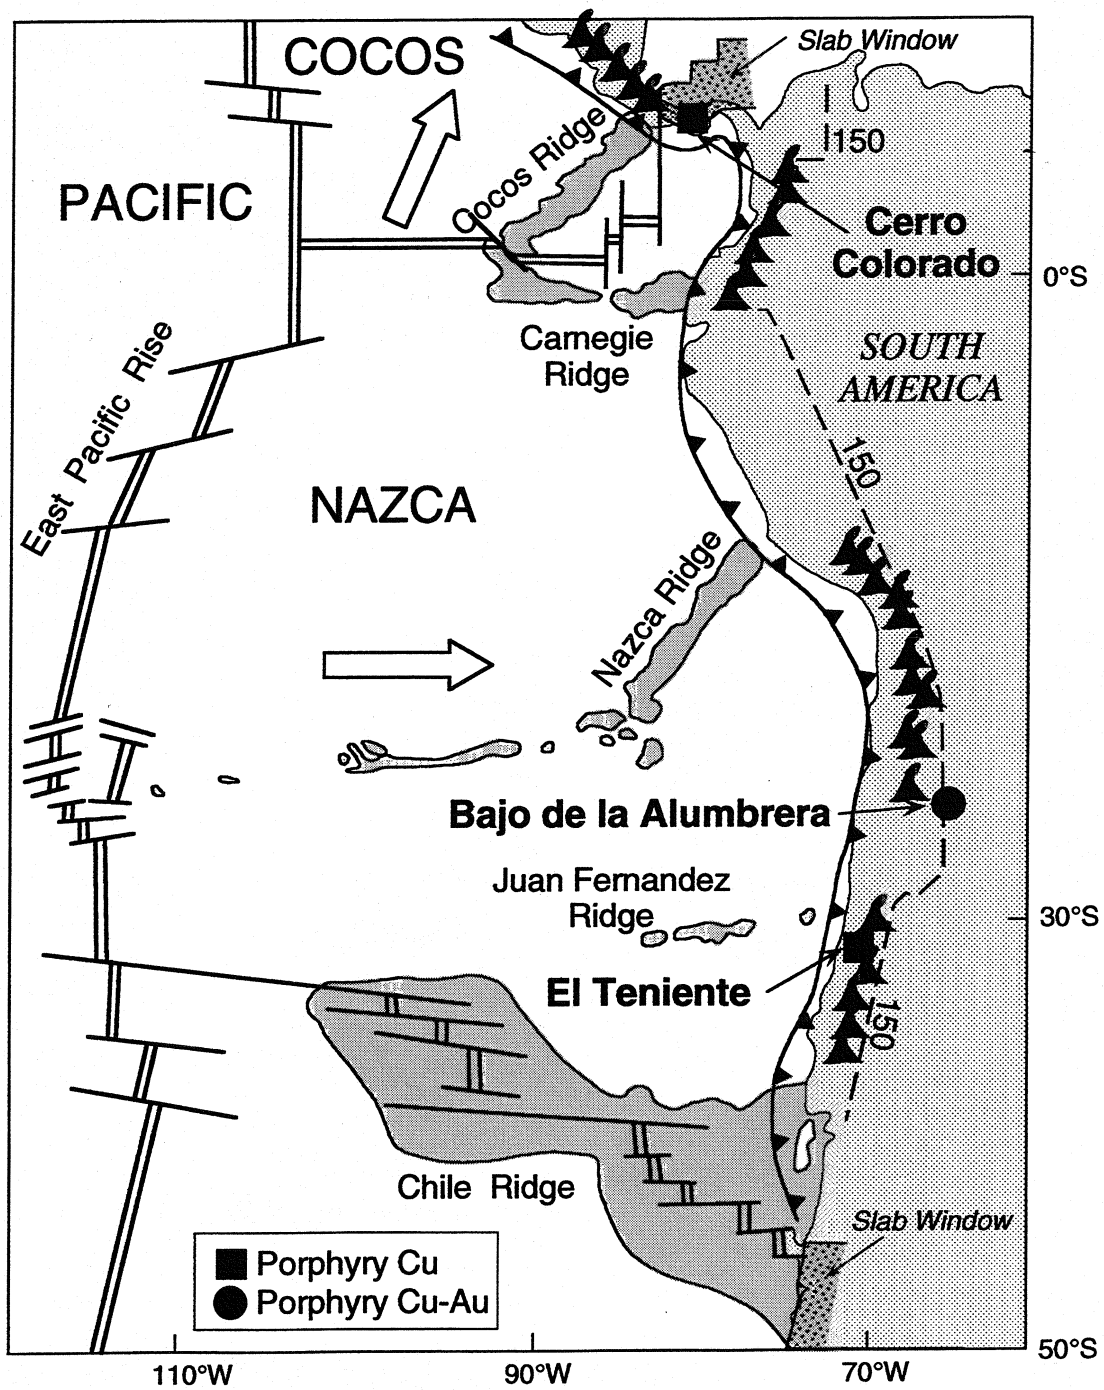 COCOS
Slab Window
150
Cocos Ridge
PACIFIC
Cerro
Colorado
0°S
Carnegie
Ridge
SOUTH
AMERICA
East Pacific Rise
150
NAZCA
Nazca Ridge
Bajo de la Alumbrera
Juan Fernandez
Ridge
30°S
El Teniente
150
Chile Ridge
Slab Window
Porphyry Cu
Porphyry Cu-Au
50°S
110°W
90°W
70°W